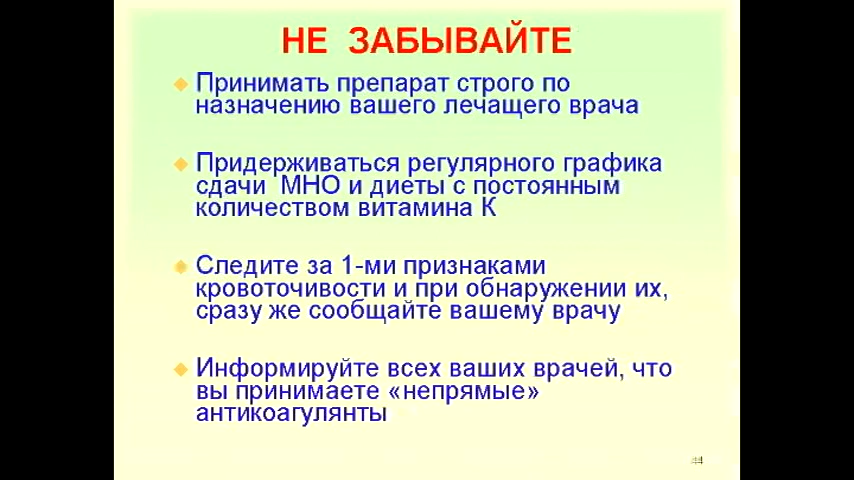 НЕ ЗАБЫВАЙТЕ
Принимать препарат строго по
назначению вашего лечащего врача
Придерживаться регулярного графика
сдачи МНО и диеты с постоянным
количеством витамина К
Следите за 1-ми признаками
кровоточивости и при обнаружении их,
сразу же сообщайте вашему врачу
Информируйте всех ваших врачей, что
вы принимаете «непрямые»
антикоагулянты
44